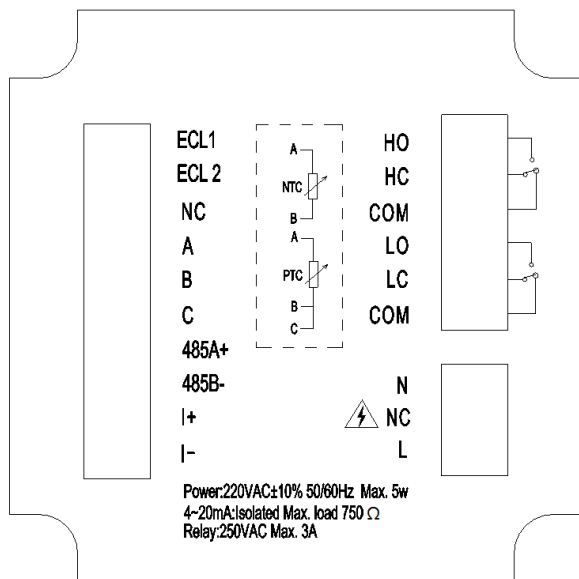 ECL1
ECL 2
NC
A
B
C
485A+
485B-
I+
I-
A
NTC
B
A
PTC
B
C
HO
HC
COM
LO
LC
COM
N
NC
L
Power:220VAC±10% 50/60Hz Max. 5w
4~20mA:Isolated Max. load 750 Ω
Relay:250VAC Max. 3A